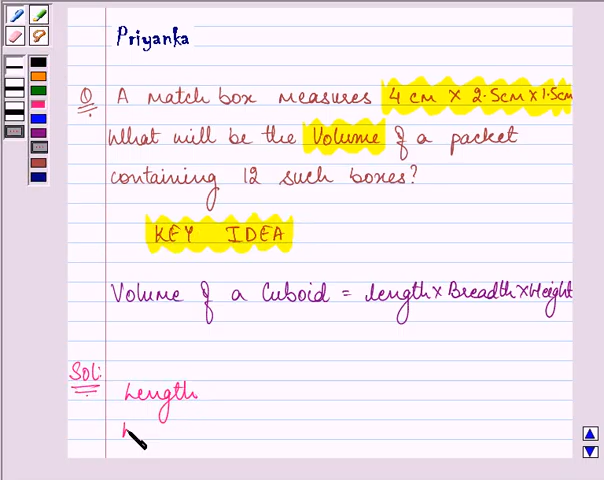 Priyanka
Q A match box measures 4 cm × 2.5cm × 1.5cm
What will be the Volume of a packet
containing 12 such boxes?
KEY IDEA
Volume of a Cuboid = length × Breadth × Height
Sol:
Length